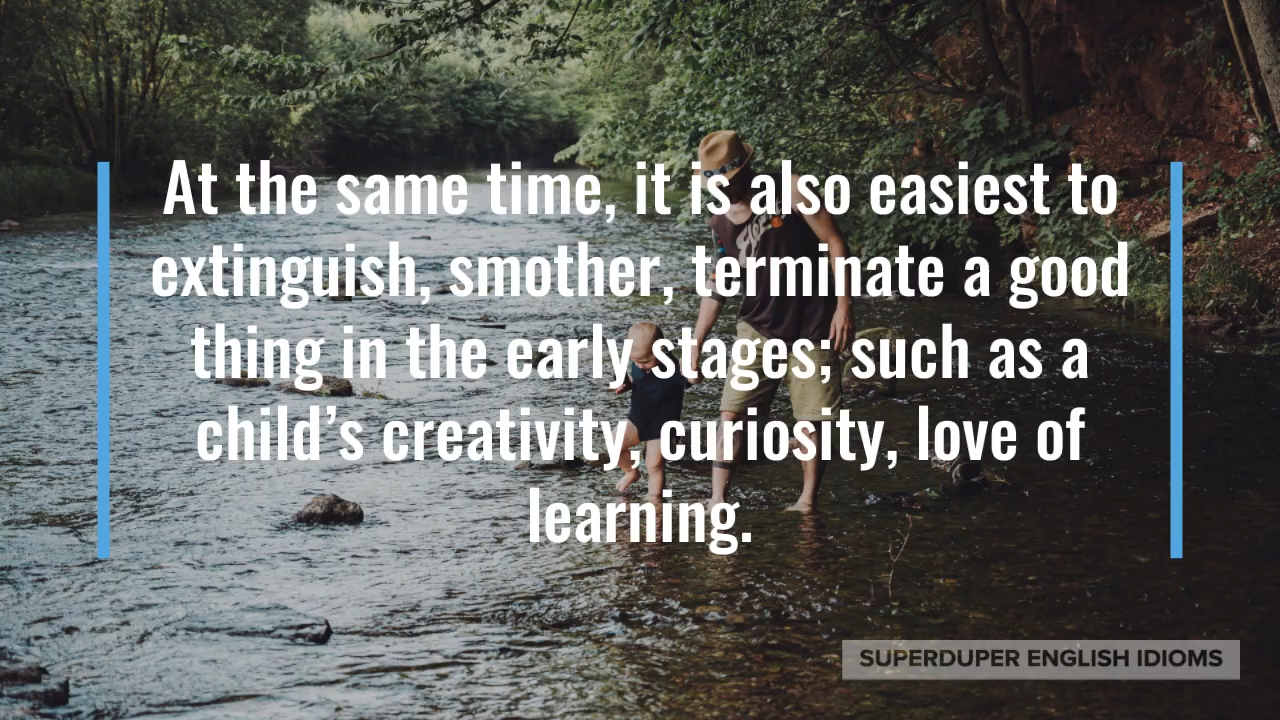 At the same time, it is also easiest to
extinguish, smother, terminate a good
thing in the early stages; such as a
child’s creativity, curiosity, love of
learning.
SUPERDUPER ENGLISH IDIOMS